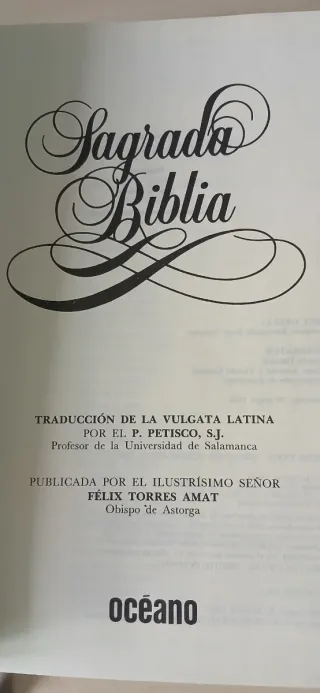 Sagrada
Biblia
TRADUCCIÓN DE LA VULGATA LATINA
POR EL P. PETISCO, S.J.
Profesor de la Universidad de Salamanca
PUBLICADA POR EL ILUSTRÍSIMO SEÑOR
FÉLIX TORRES AMAT
Obispo de Astorga
océano